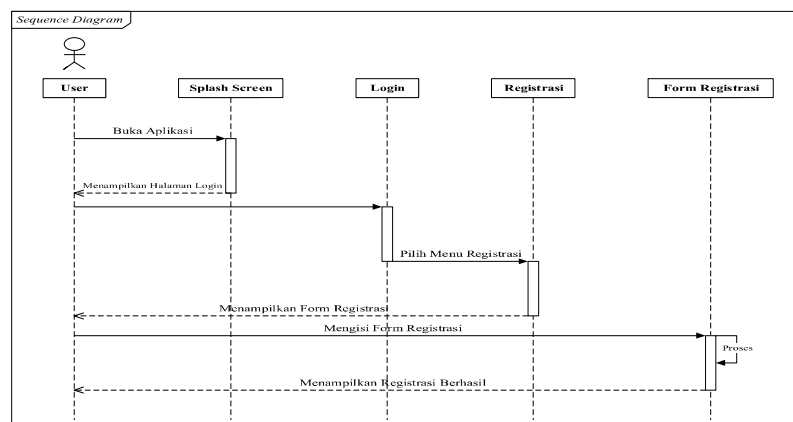 Sequence Diagram
User
Splash Screen
Login
Registrasi
Form Registrasi
Buka Aplikasi
Menampilkan Halaman Login
Pilih Menu Registrasi
Menampilkan Form Registrasi
Mengisi Form Registrasi
Proses
Menampilkan Registrasi Berhasil